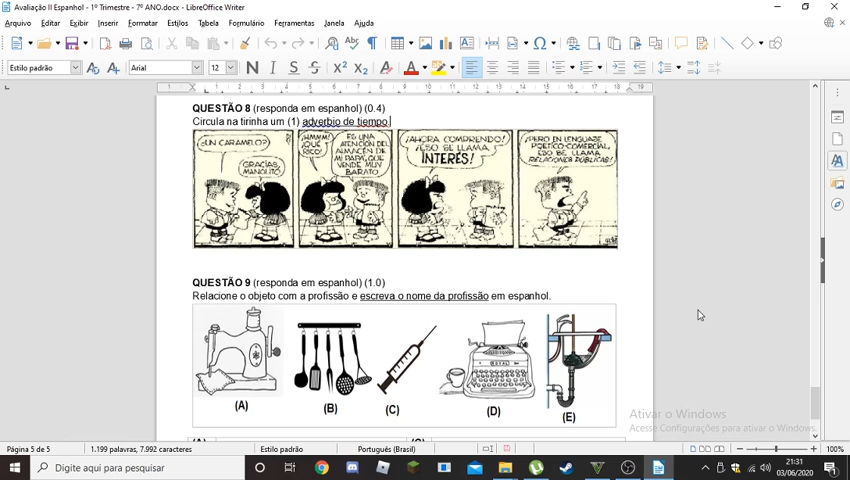 Avaliação II Espanhol - 1º Trimestre - 7º ANO.docx - LibreOffice Writer
Arquivo Editar Exibir Inserir Formatar Estilos Tabela Formulário Ferramentas Janela Ajuda
Estilo padrão Arial 12
QUESTÃO 8 (responda em espanhol) (0.4)
Circula na tirinha um (1) adverbio de tiempo.
¿UN CARAMELO?
GRACIAS, MANOLITO
¡HMMM! ¡QUÉ RICO!
ES UNA
ATENCIÓN DEL
ALMACÉN DE
MI PAPÁ, QUE
VENDE MUY
BARATO
¡AHORA COMPRENDO!
¡ESO SE LLAMA
INTERÉS!
¡PERO EN LENGUAJE
POETICO-COMERCIAL,
ESO SE LLAMA
RELACIONES PÚBLICAS!
QUESTÃO 9 (responda em espanhol) (1.0)
Relacione o objeto com a profissão e escreva o nome da profissão em espanhol.
ROYAL
(A) (B) (C) (D) (E)
Ativar o Windows
Acesse Configurações para ativar o Windows.
Página 5 de 5 1.199 palavras, 7.992 caracteres Estilo padrão Português (Brasil) 100%
Digite aqui para pesquisar
21:31
03/06/2020